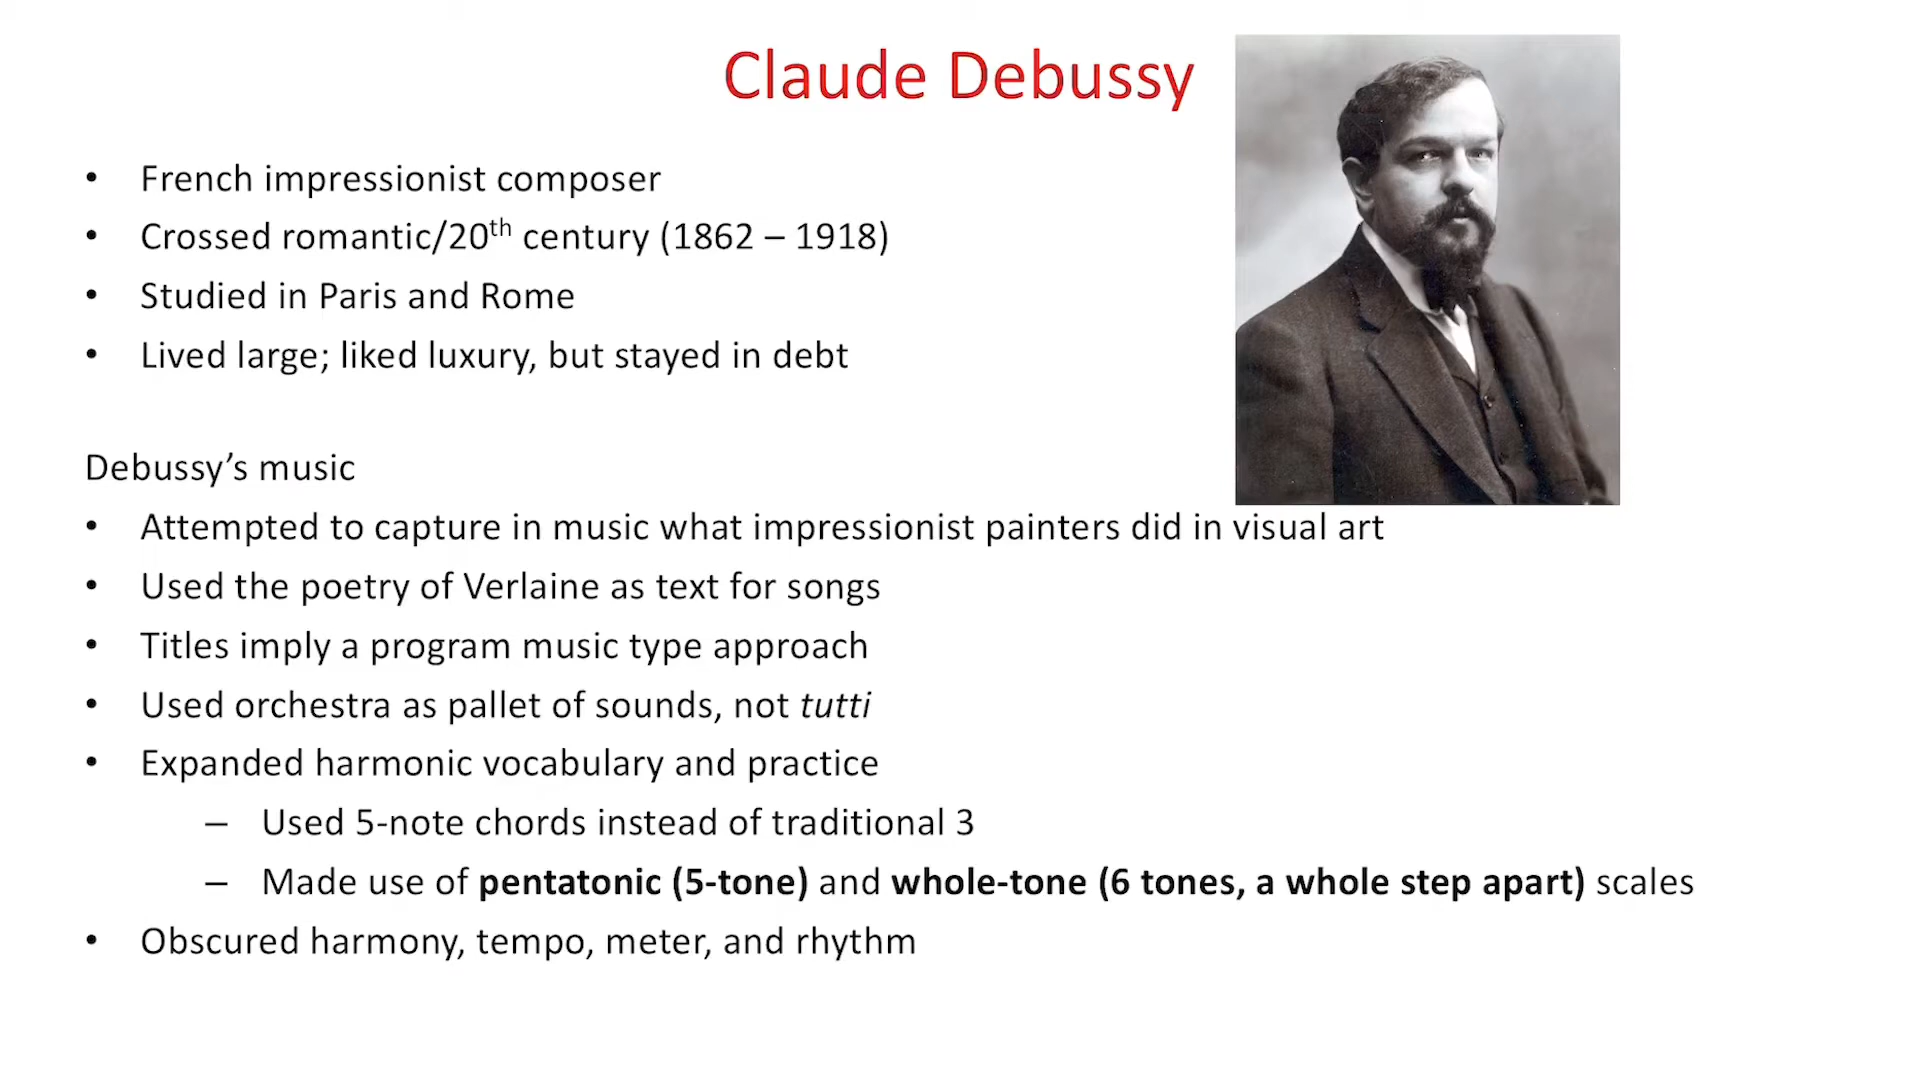 Claude Debussy
• French impressionist composer
• Crossed romantic/20th century (1862 – 1918)
• Studied in Paris and Rome
• Lived large; liked luxury, but stayed in debt
Debussy’s music
• Attempted to capture in music what impressionist painters did in visual art
• Used the poetry of Verlaine as text for songs
• Titles imply a program music type approach
• Used orchestra as pallet of sounds, not tutti
• Expanded harmonic vocabulary and practice
– Used 5-note chords instead of traditional 3
– Made use of pentatonic (5-tone) and whole-tone (6 tones, a whole step apart) scales
• Obscured harmony, tempo, meter, and rhythm